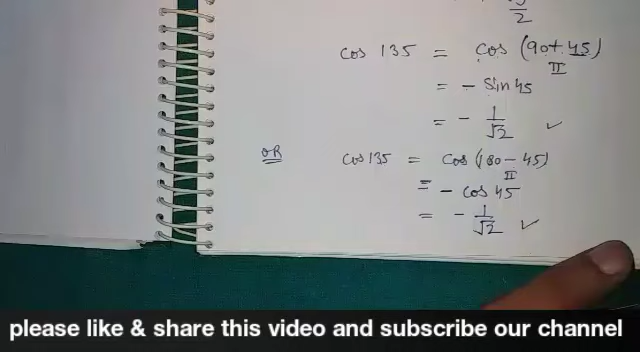 2
cos 135 = cos (90+45)
II
= - Sin 45
= - 1/√2 ✓
OR cos 135 = cos (180-45)
II
= - cos 45
= - 1/√2 ✓
please like & share this video and subscribe our channel